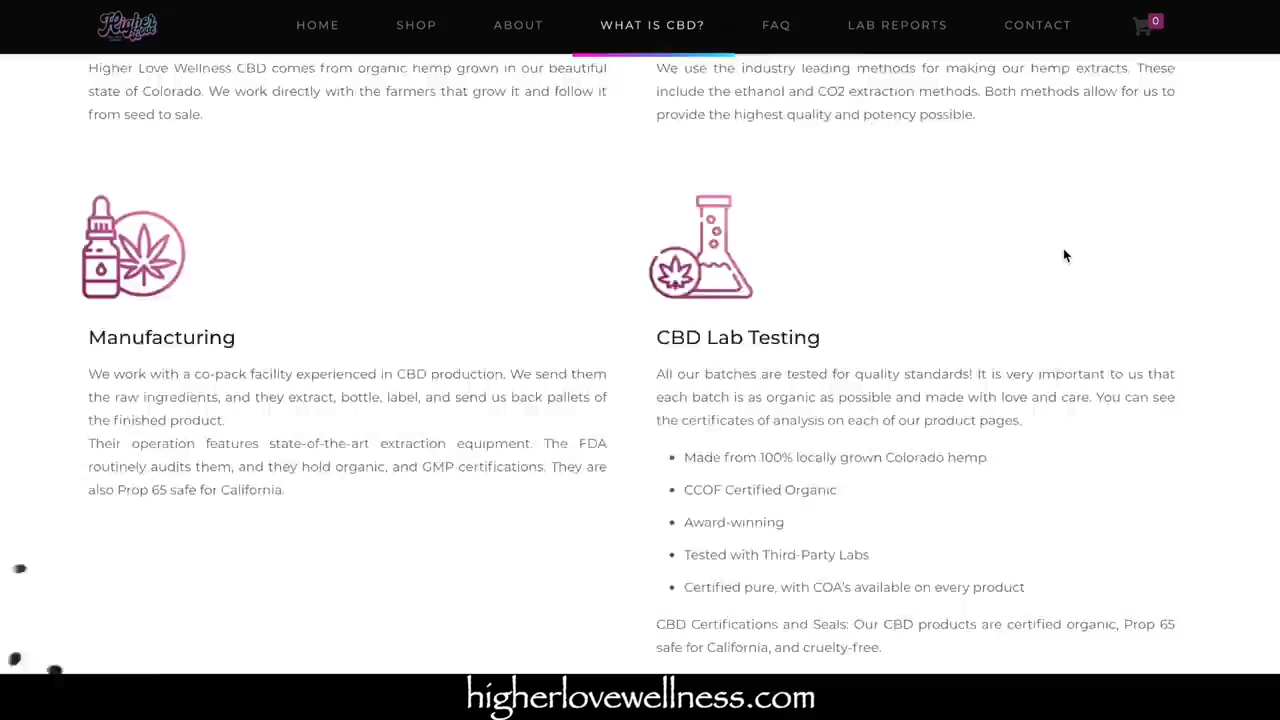 Higher Love
HOME SHOP ABOUT WHAT IS CBD? FAQ LAB REPORTS CONTACT 0
Higher Love Wellness CBD comes from organic hemp grown in our beautiful
state of Colorado. We work directly with the farmers that grow it and follow it
from seed to sale.
We use the industry leading methods for making our hemp extracts. These
include the ethanol and CO2 extraction methods. Both methods allow for us to
provide the highest quality and potency possible.
Manufacturing
We work with a co-pack facility experienced in CBD production. We send them
the raw ingredients, and they extract, bottle, label, and send us back pallets of
the finished product.
Their operation features state-of-the-art extraction equipment. The FDA
routinely audits them, and they hold organic, and GMP certifications. They are
also Prop 65 safe for California.
CBD Lab Testing
All our batches are tested for quality standards! It is very important to us that
each batch is as organic as possible and made with love and care. You can see
the certificates of analysis on each of our product pages.
• Made from 100% locally grown Colorado hemp.
• CCOF Certified Organic
• Award-winning
• Tested with Third-Party Labs
• Certified pure, with COA's available on every product
CBD Certifications and Seals: Our CBD products are certified organic, Prop 65
safe for California, and cruelty-free.
higherlovewellness.com